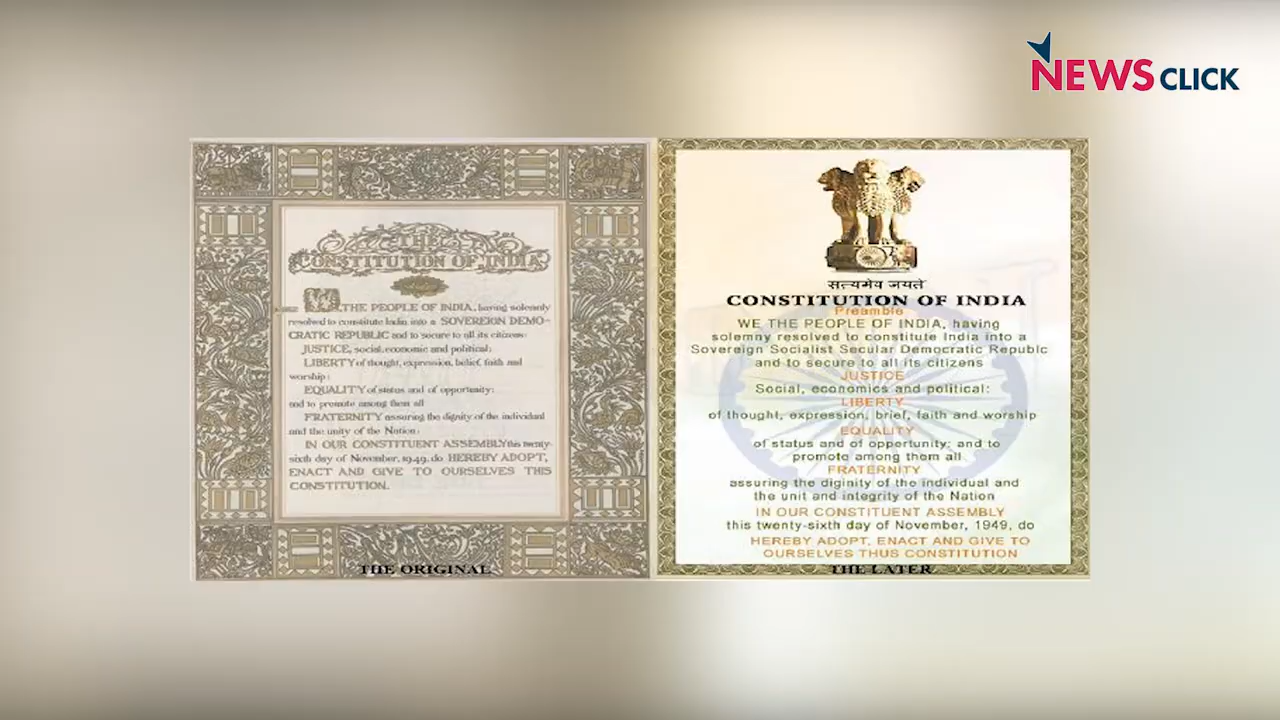 NEWS CLICK
THE
CONSTITUTION OF INDIA
WE, THE PEOPLE OF INDIA, having solemnly
resolved to constitute India into a SOVEREIGN DEMO-
CRATIC REPUBLIC and to secure to all its citizens:
JUSTICE, social, economic and political;
LIBERTY of thought, expression, belief, faith and
worship;
EQUALITY of status and of opportunity;
and to promote among them all
FRATERNITY assuring the dignity of the individual
and the unity of the Nation;
IN OUR CONSTITUENT ASSEMBLY this twenty-
sixth day of November, 1949, do HEREBY ADOPT,
ENACT AND GIVE TO OURSELVES THIS
CONSTITUTION.
THE ORIGINAL
सत्यमेव जयते
CONSTITUTION OF INDIA
Preamble
WE THE PEOPLE OF INDIA, having
solemny resolved to constitute India into a
Sovereign Socialist Secular Democratic Republc
and to secure to all its citizens
JUSTICE
Social, economics and political:
LIBERTY
of thought, expression, brief, faith and worship
EQUALITY
of status and of opportunity; and to
promote among them all
FRATERNITY
assuring the diginity of the individual and
the unit and integrity of the Nation
IN OUR CONSTITUENT ASSEMBLY
this twenty-sixth day of November, 1949, do
HEREBY ADOPT, ENACT AND GIVE TO
OURSELVES THUS CONSTITUTION
THE LATER